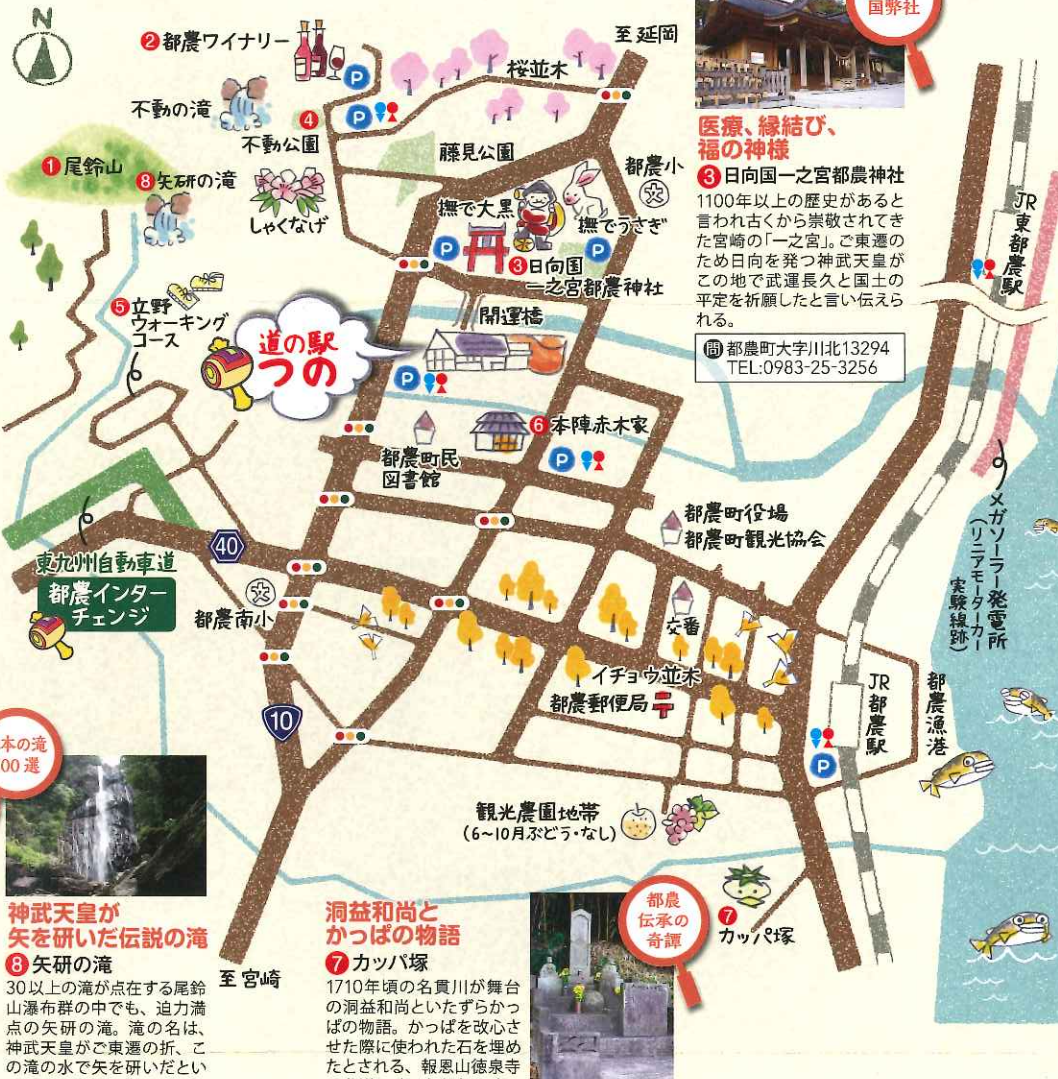 N
国弊社
②都農ワイナリー
至延岡
桜並木
不動の滝
④
不動公園
藤見公園
都農小
文
①尾鈴山
⑧矢研の滝
しゃくなげ
撫で大黒
撫でうさぎ
P
③日向国
一之宮都農神社
医療、縁結び、
福の神様
③日向国一之宮都農神社
1100年以上の歴史があると
言われ古くから崇敬されてき
た宮崎の「一之宮」。ご東遷の
ため日向を発つ神武天皇が
この地で武運長久と国土の
平定を祈願したと言い伝えら
れる。
問 都農町大字川北13294
TEL:0983-25-3256
JR東都農駅
⑤立野
ウォーキング
コース
道の駅
つの
開運橋
P
⑥本陣赤木家
P
都農町民
図書館
都農町役場
都農町観光協会
メガソーラー発電所
(リニアモーターカー
実験線跡)
40
東九州自動車道
都農インター
チェンジ
文
都農南小
交番
イチョウ並木
都農郵便局
10
JR都農駅
都農漁港
P
観光農園地帯
(6~10月ぶどう・なし)
本の滝
00選
神武天皇が
矢を研いだ伝説の滝
⑧矢研の滝
30以上の滝が点在する尾鈴
山瀑布群の中でも、迫力満
点の矢研の滝。滝の名は、
神武天皇がご東遷の折、こ
の滝の水で矢を研いだとい
至宮崎
洞益和尚と
かっぱの物語
⑦カッパ塚
1710年頃の名貫川が舞台
の洞益和尚といたずらかっ
ぱの物語。かっぱを改心さ
せた際に使われた石を埋め
たとされる、報恩山徳泉寺
都農
伝承の
奇譚
⑦
カッパ塚